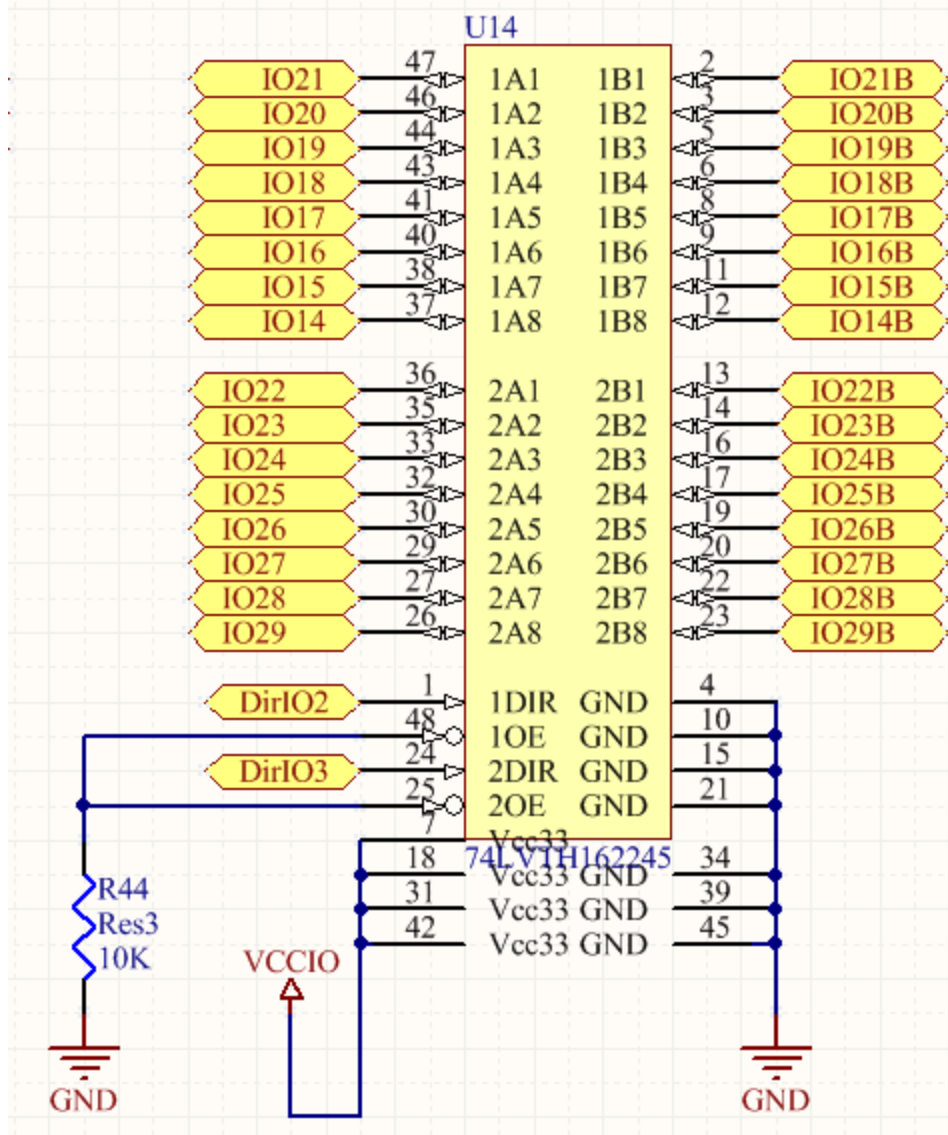 U14
IO21 47 1A1 1B1 2 IO21B
IO20 46 1A2 1B2 3 IO20B
IO19 44 1A3 1B3 5 IO19B
IO18 43 1A4 1B4 6 IO18B
IO17 41 1A5 1B5 8 IO17B
IO16 40 1A6 1B6 9 IO16B
IO15 38 1A7 1B7 11 IO15B
IO14 37 1A8 1B8 12 IO14B
IO22 36 2A1 2B1 13 IO22B
IO23 35 2A2 2B2 14 IO23B
IO24 33 2A3 2B3 16 IO24B
IO25 32 2A4 2B4 17 IO25B
IO26 30 2A5 2B5 19 IO26B
IO27 29 2A6 2B6 20 IO27B
IO28 27 2A7 2B7 22 IO28B
IO29 26 2A8 2B8 23 IO29B
DirIO2 1 1DIR GND 4
48 1OE GND 10
DirIO3 24 2DIR GND 15
25 2OE GND 21
7 Vcc33
74LVTH162245
18 Vcc33 GND 34
31 Vcc33 GND 39
42 Vcc33 GND 45
R44
Res3
10K
VCCIO
GND
GND